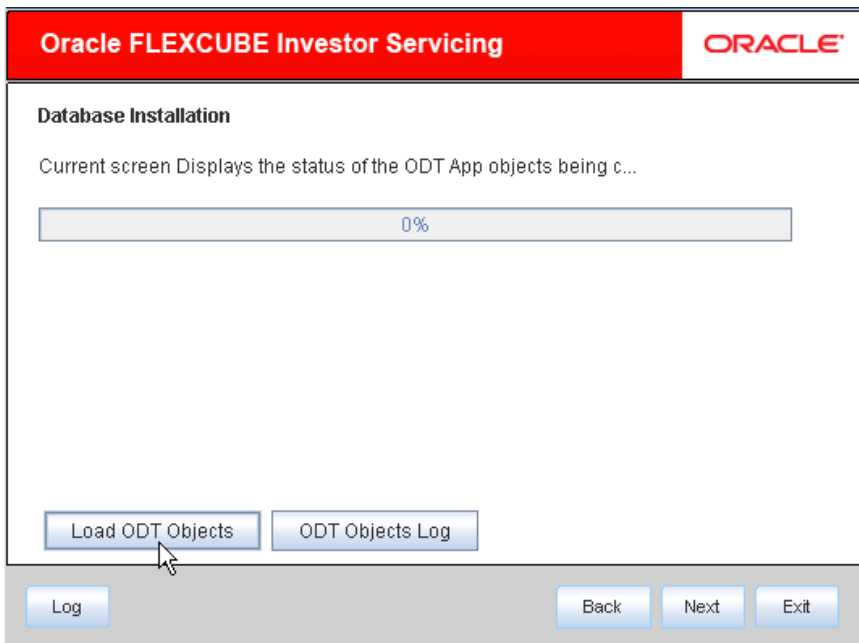 Oracle FLEXCUBE Investor Servicing
ORACLE
Database Installation
Current screen Displays the status of the ODT App objects being c...
0%
Load ODT Objects
ODT Objects Log
Log
Back
Next
Exit